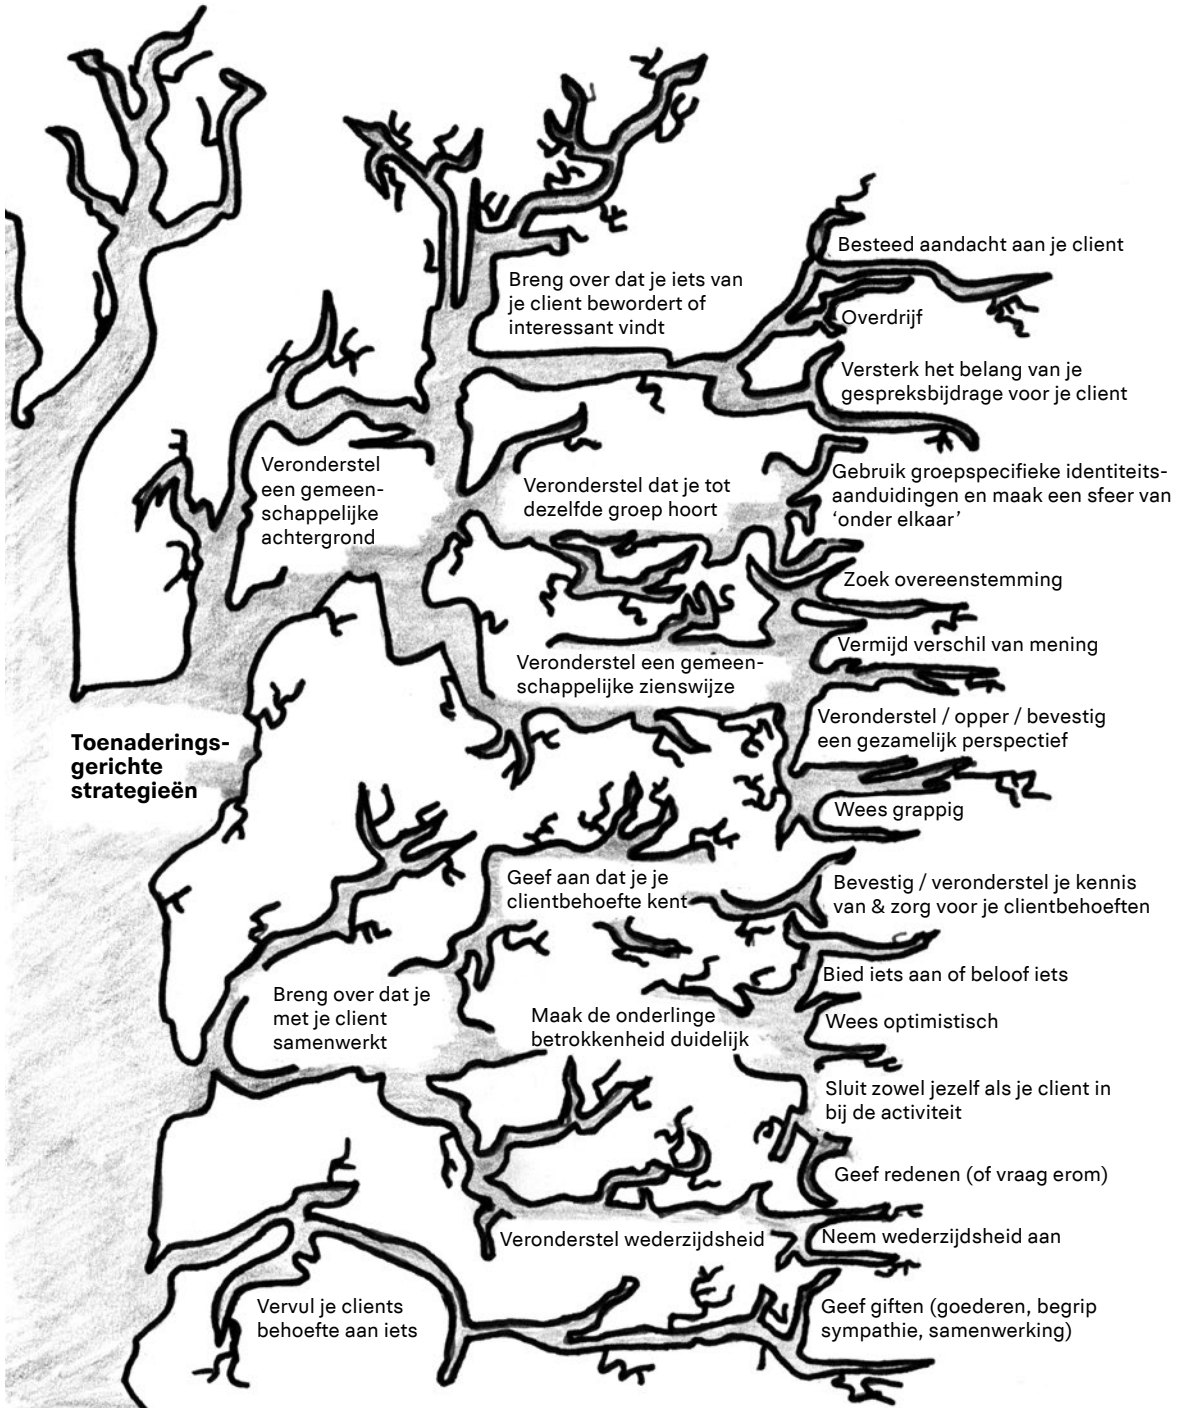 Besteed aandacht aan je client
Breng over dat je iets van
je client bewordert of
interessant vindt
Overdrijf
Versterk het belang van je
gespreksbijdrage voor je client
Veronderstel
een gemeen-
schappelijke
achtergrond
Veronderstel dat je tot
dezelfde groep hoort
Gebruik groepspecifieke identiteits-
aanduidingen en maak een sfeer van
‘onder elkaar’
Zoek overeenstemming
Vermijd verschil van mening
Veronderstel een gemeen-
schappelijke zienswijze
Veronderstel / opper / bevestig
een gezamelijk perspectief
Toenaderings-
gerichte
strategieën
Wees grappig
Geef aan dat je je
clientbehoefte kent
Bevestig / veronderstel je kennis
van & zorg voor je clientbehoeften
Bied iets aan of beloof iets
Breng over dat je
met je client
samenwerkt
Maak de onderlinge
betrokkenheid duidelijk
Wees optimistisch
Sluit zowel jezelf als je client in
bij de activiteit
Geef redenen (of vraag erom)
Veronderstel wederzijdsheid
Neem wederzijdsheid aan
Vervul je clients
behoefte aan iets
Geef giften (goederen, begrip
sympathie, samenwerking)